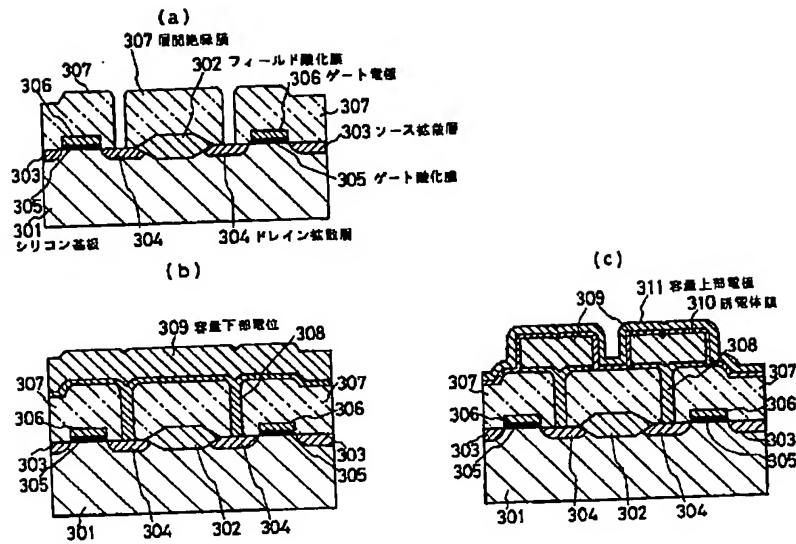 (a)
307 層間絶縁膜
307
302 フィールド酸化膜
306
306 ゲート電極
307
303 ソース拡散層
303
305 ゲート酸化膜
305
301
シリコン基板
304
304 ドレイン拡散層
(b)
309 容量下部電位
308
307
307
306
306
303
303
305
305
301
304
302
304
(c)
311 容量上部電極
309
310 誘電体膜
308
307
307
306
306
303
303
305
305
301
304
302
304